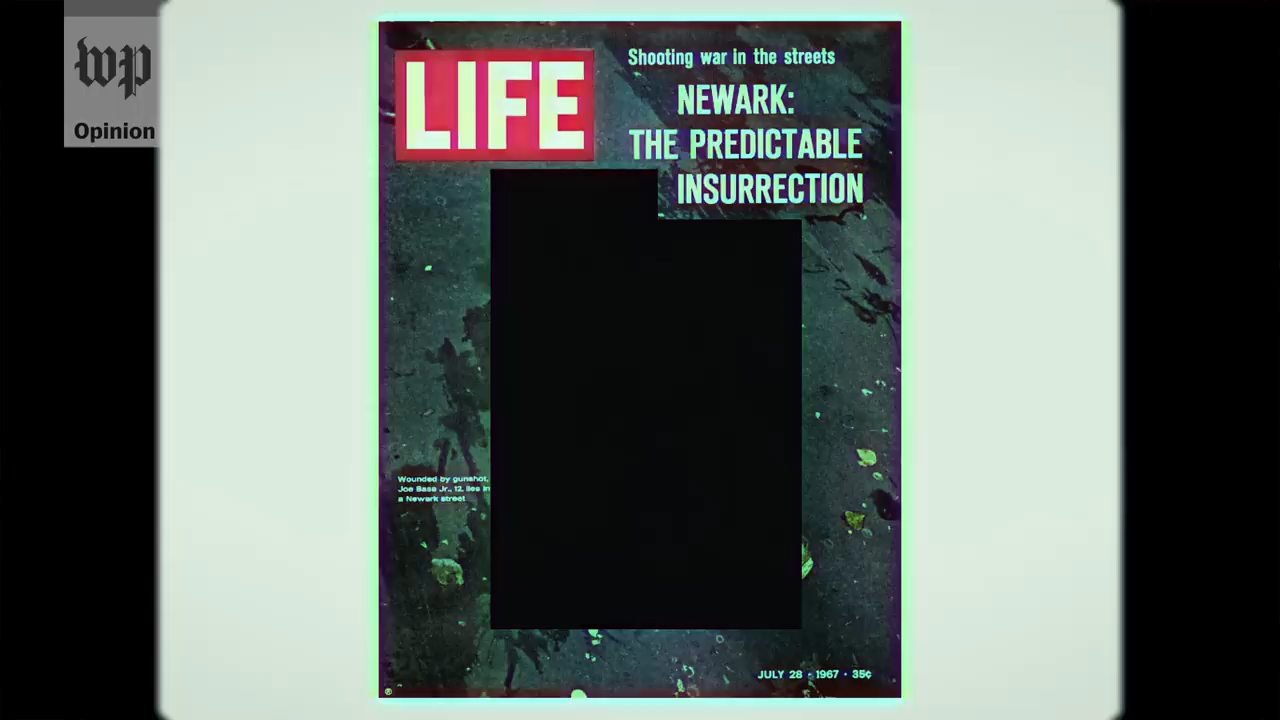 wp
Opinion
LIFE
Shooting war in the streets
NEWARK:
THE PREDICTABLE
INSURRECTION
Wounded by gunshot,
Joe Bass Jr., 12, lies in
a Newark street
JULY 28 · 1967 · 35¢
®